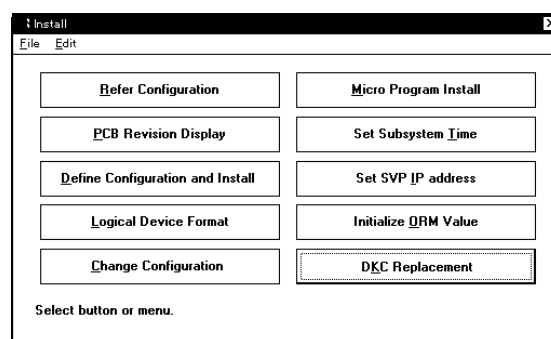 Install
File Edit
Refer Configuration
Micro Program Install
PCB Revision Display
Set Subsystem Time
Define Configuration and Install
Set SVP IP address
Logical Device Format
Initialize ORM Value
Change Configuration
DKC Replacement
Select button or menu.